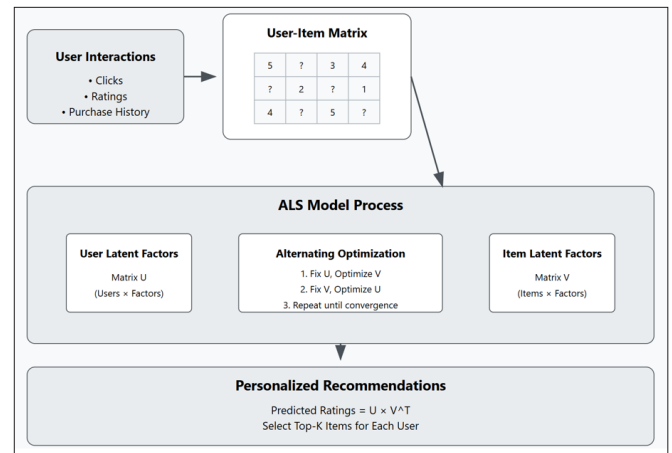 User Interactions
• Clicks
• Ratings
• Purchase History
User-Item Matrix
5 ? 3 4
? 2 ? 1
4 ? 5 ?
ALS Model Process
User Latent Factors
Matrix U
(Users × Factors)
Alternating Optimization
1. Fix U, Optimize V
2. Fix V, Optimize U
3. Repeat until convergence
Item Latent Factors
Matrix V
(Items × Factors)
Personalized Recommendations
Predicted Ratings = U × V^T
Select Top-K Items for Each User